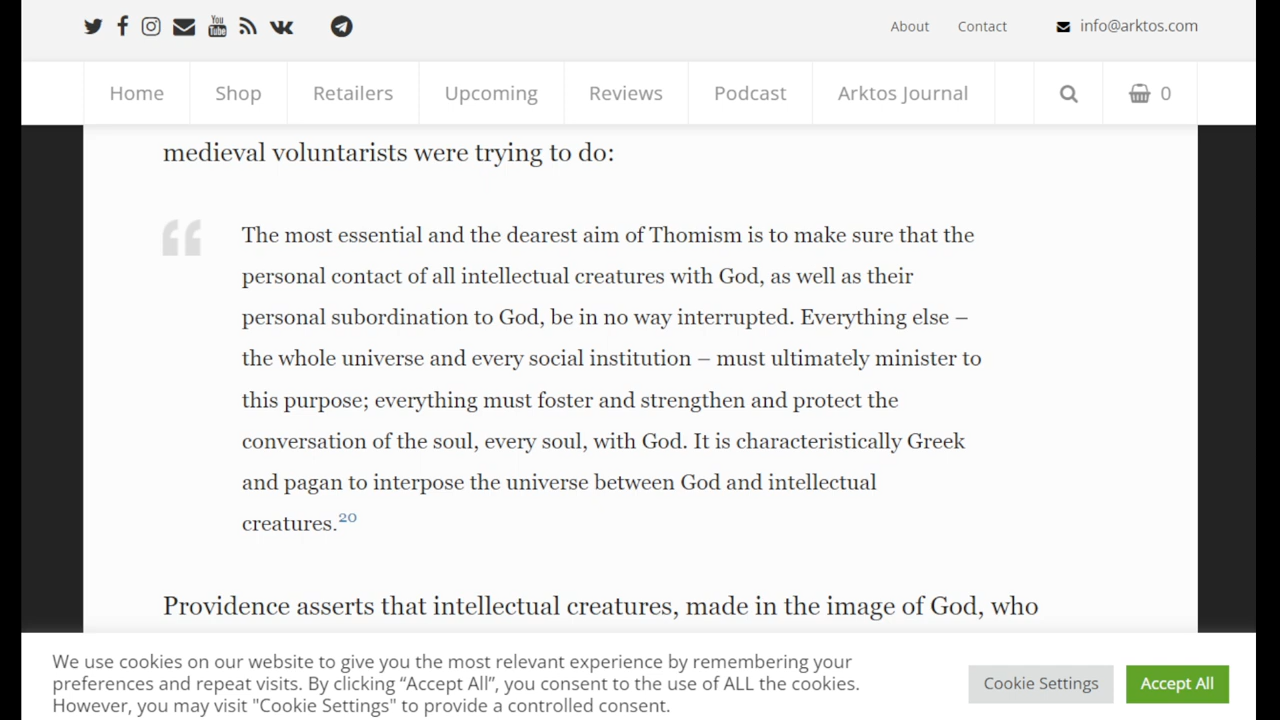 You
Tube
About Contact info@arktos.com
Home Shop Retailers Upcoming Reviews Podcast Arktos Journal 0
medieval voluntarists were trying to do:
“
The most essential and the dearest aim of Thomism is to make sure that the
personal contact of all intellectual creatures with God, as well as their
personal subordination to God, be in no way interrupted. Everything else –
the whole universe and every social institution – must ultimately minister to
this purpose; everything must foster and strengthen and protect the
conversation of the soul, every soul, with God. It is characteristically Greek
and pagan to interpose the universe between God and intellectual
creatures.20
Providence asserts that intellectual creatures, made in the image of God, who
We use cookies on our website to give you the most relevant experience by remembering your
preferences and repeat visits. By clicking “Accept All”, you consent to the use of ALL the cookies.
However, you may visit "Cookie Settings" to provide a controlled consent.
Cookie Settings Accept All